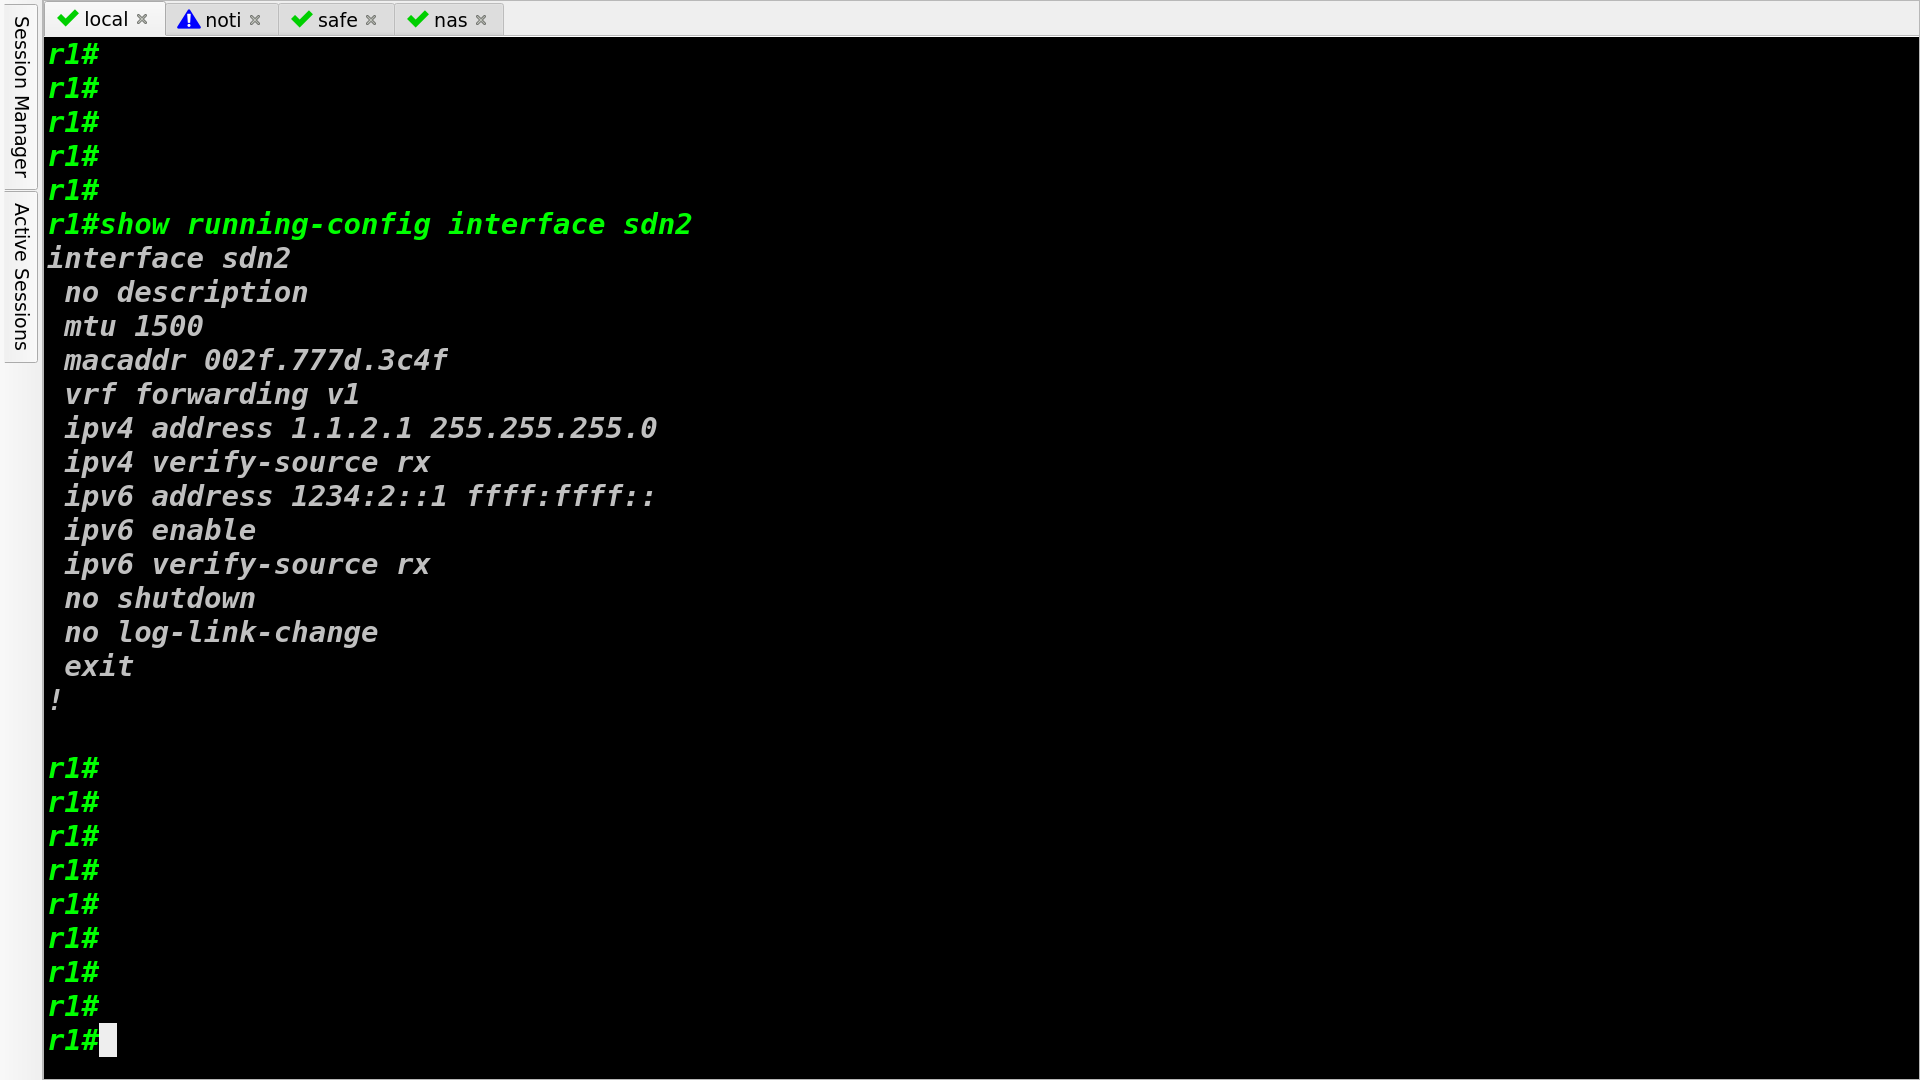 local noti safe nas
Session Manager
Active Sessions
r1#
r1#
r1#
r1#
r1#
r1#show running-config interface sdn2
interface sdn2
 no description
 mtu 1500
 macaddr 002f.777d.3c4f
 vrf forwarding v1
 ipv4 address 1.1.2.1 255.255.255.0
 ipv4 verify-source rx
 ipv6 address 1234:2::1 ffff:ffff::
 ipv6 enable
 ipv6 verify-source rx
 no shutdown
 no log-link-change
 exit
!
r1#
r1#
r1#
r1#
r1#
r1#
r1#
r1#
r1#